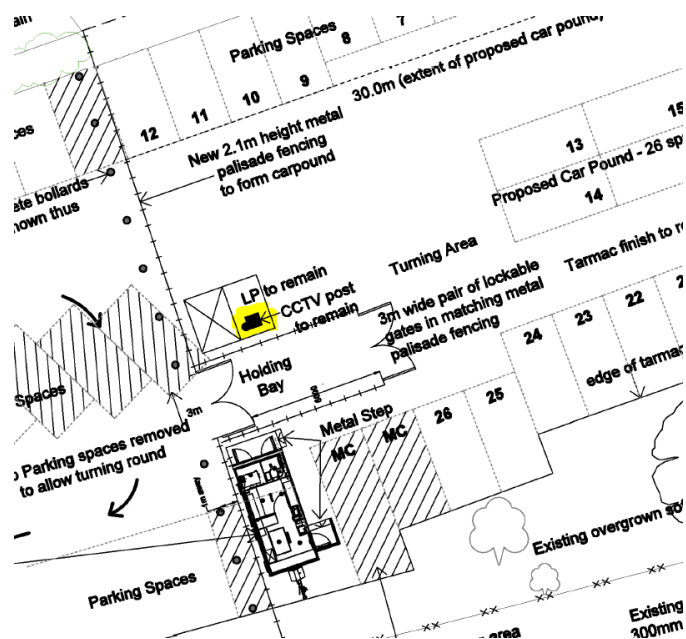 Parking Spaces
7
8
9
10
11
12
30.0m (extent of proposed car pound)
New 2.1m height metal
palisade fencing
to form carpound
13
15
Proposed Car Pound - 26
14
bollards
thus
Turning Area
Tarmac finish to
LP to remain
CCTV post
to remain
3m wide pair of lockable
gates in matching metal
palisade fencing
22
23
24
Holding
Bay
edge of tarmac
Spaces
3m
6000
Metal Step
MC
MC
26
25
Parking spaces removed
to allow turning round
Existing overgrown
Parking Spaces
area
Existing
300mm